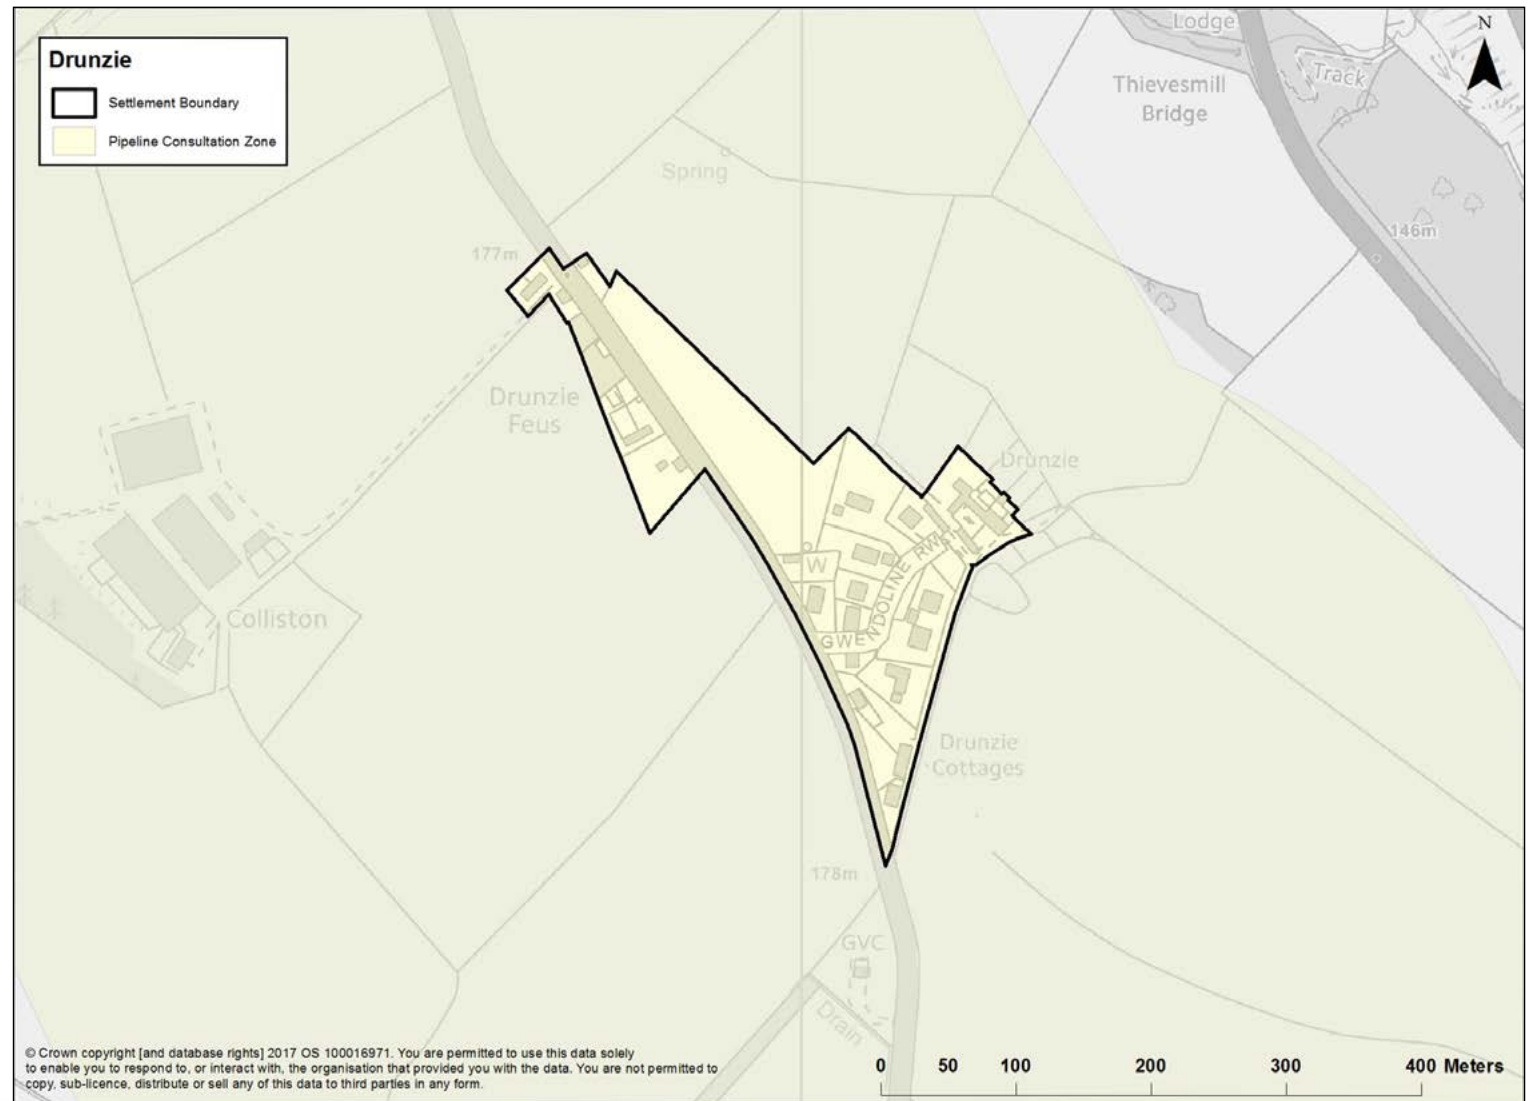 Drunzie
Settlement Boundary
Pipeline Consultation Zone
N
Lodge
Track
Thievesmill
Bridge
Spring
146m
177m
Drunzie
Feus
Drunzie
W
GWENDOLINE RW
Colliston
Drunzie
Cottages
178m
GVC
Drain
© Crown copyright [and database rights] 2017 OS 100016971. You are permitted to use this data solely
to enable you to respond to, or interact with, the organisation that provided you with the data. You are not permitted to
copy, sub-licence, distribute or sell any of this data to third parties in any form.
0 50 100 200 300 400 Meters